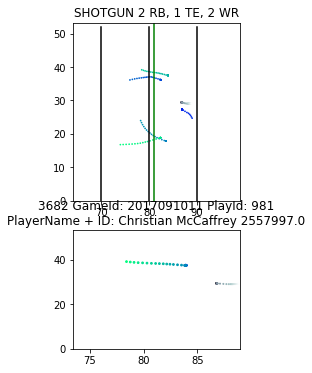 SHOTGUN 2 RB, 1 TE, 2 WR
50
40
30
20
10
0
70 80 90
3682 GameId: 2017091011 PlayId: 981
PlayerName + ID: Christian McCaffrey 2557997.0
40
20
0
75 80 85